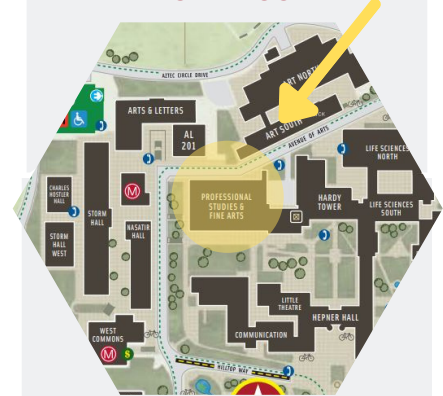 AZTEC CIRCLE DRIVE
ART NORTH
ARTS & LETTERS
AL
201
ART SOUTH
AVENUE OF ARTS
LIFE SCIENCES
NORTH
CHARLES
HOSTLER
HALL
M
PROFESSIONAL
STUDIES &
FINE ARTS
HARDY
TOWER
LIFE SCIENCES
SOUTH
STORM
HALL
NASATIR
HALL
STORM
HALL
WEST
LITTLE
THEATRE
HEPNER HALL
WEST
COMMONS
COMMUNICATION
M
$
HILLTOP WAY